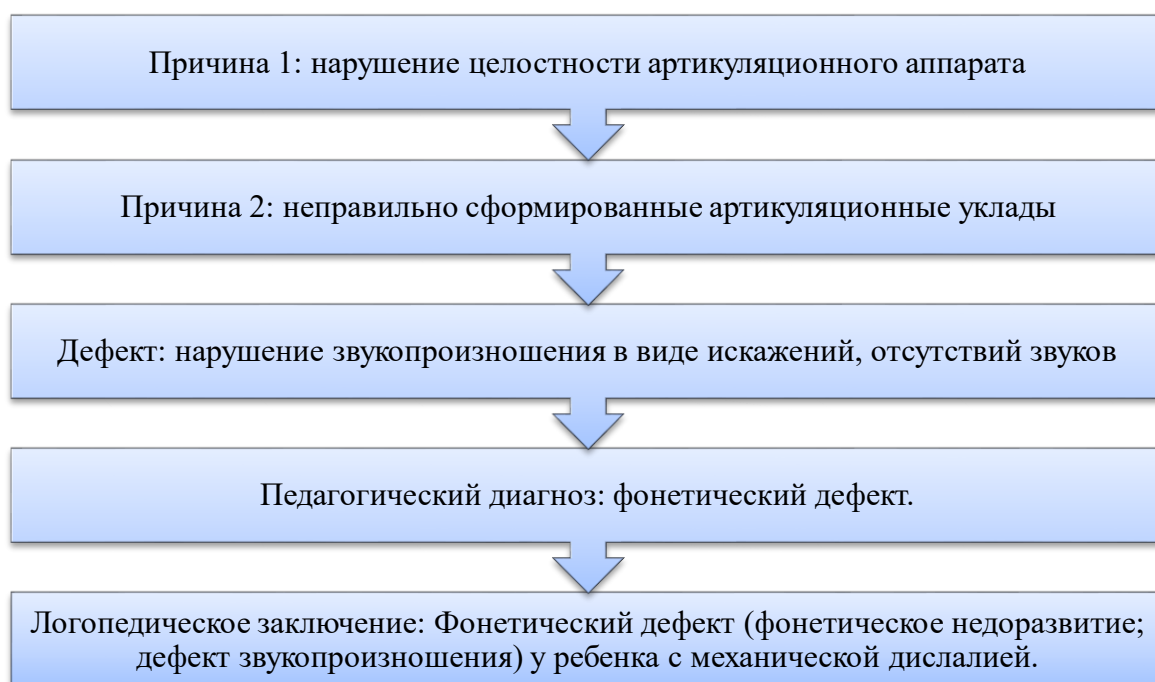 Причина 1: нарушение целостности артикуляционного аппарата
Причина 2: неправильно сформированные артикуляционные уклады
Дефект: нарушение звукопроизношения в виде искажений, отсутствий звуков
Педагогический диагноз: фонетический дефект.
Логопедическое заключение: Фонетический дефект (фонетическое недоразвитие;
дефект звукопроизношения) у ребенка с механической дислалией.